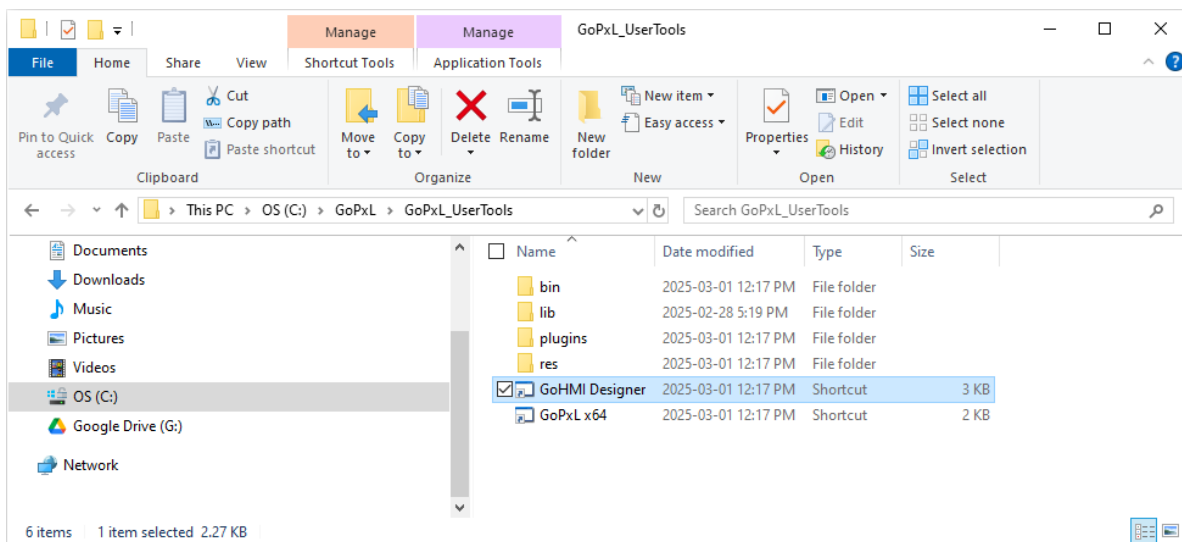 Manage Manage GoPxL_UserTools
File Home Share View Shortcut Tools Application Tools
Pin to Quick access
Copy
Paste
Cut
Copy path
Paste shortcut
Move to
Copy to
Delete
Rename
New folder
New item
Easy access
Properties
Open
Edit
History
Select all
Select none
Invert selection
Clipboard Organize New Open Select
This PC > OS (C:) > GoPxL > GoPxL_UserTools
Search GoPxL_UserTools
Documents
Downloads
Music
Pictures
Videos
OS (C:)
Google Drive (G:)
Network
Name Date modified Type Size
bin 2025-03-01 12:17 PM File folder
lib 2025-02-28 5:19 PM File folder
plugins 2025-03-01 12:17 PM File folder
res 2025-03-01 12:17 PM File folder
GoHMI Designer 2025-03-01 12:17 PM Shortcut 3 KB
GoPxL x64 2025-03-01 12:17 PM Shortcut 2 KB
6 items 1 item selected 2.27 KB